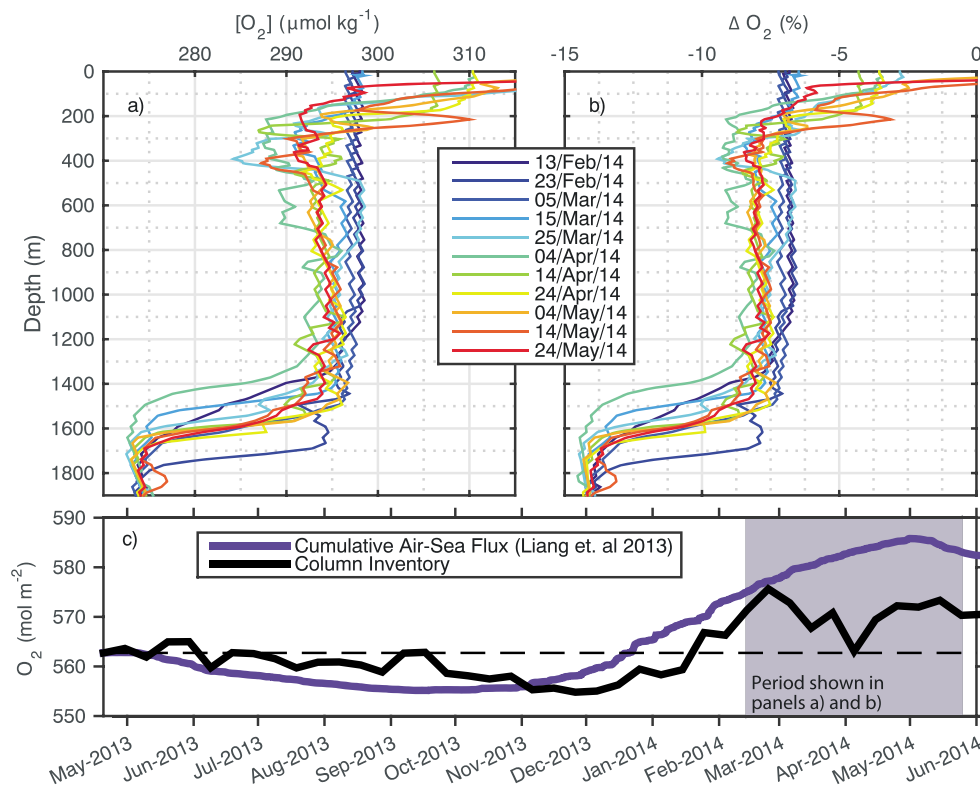 [O2] (μmol kg-1)
Δ O2 (%)
280 290 300 310
-15 -10 -5 0
a)
b)
0
200
400
600
800
1000
1200
1400
1600
1800
Depth (m)
13/Feb/14
23/Feb/14
05/Mar/14
15/Mar/14
25/Mar/14
04/Apr/14
14/Apr/14
24/Apr/14
04/May/14
14/May/14
24/May/14
c)
Cumulative Air-Sea Flux (Liang et. al 2013)
Column Inventory
590
580
570
560
550
O2 (mol m-2)
Period shown in
panels a) and b)
May-2013 Jun-2013 Jul-2013 Aug-2013 Sep-2013 Oct-2013 Nov-2013 Dec-2013 Jan-2014 Feb-2014 Mar-2014 Apr-2014 May-2014 Jun-2014